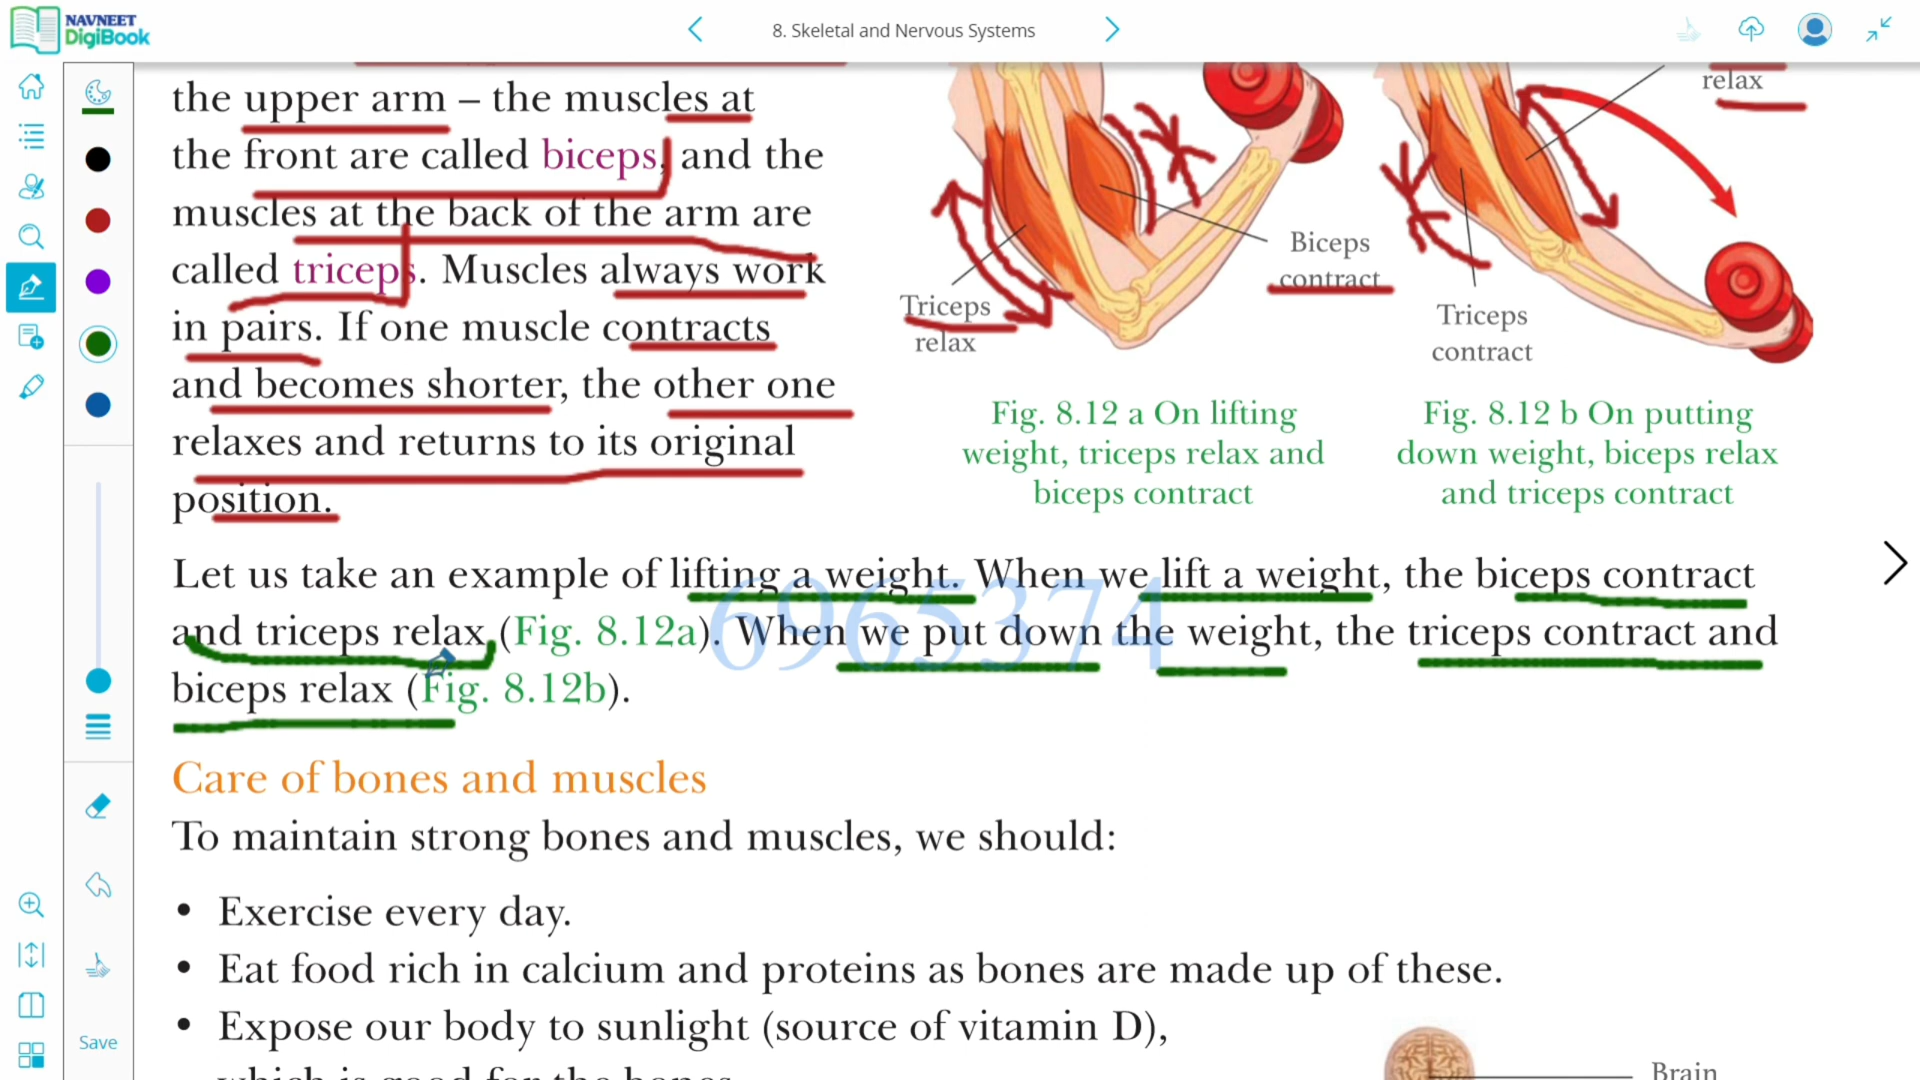 NAVNEET
DigiBook
8. Skeletal and Nervous Systems
the upper arm – the muscles at
the front are called biceps, and the
muscles at the back of the arm are
called triceps. Muscles always work
in pairs. If one muscle contracts
and becomes shorter, the other one
relaxes and returns to its original
position.
relax
Biceps
contract
Triceps
relax
Triceps
contract
Fig. 8.12 a On lifting
weight, triceps relax and
biceps contract
Fig. 8.12 b On putting
down weight, biceps relax
and triceps contract
Let us take an example of lifting a weight. When we lift a weight, the biceps contract
and triceps relax (Fig. 8.12a). When we put down the weight, the triceps contract and
biceps relax (Fig. 8.12b).
6965374
Care of bones and muscles
To maintain strong bones and muscles, we should:
• Exercise every day.
• Eat food rich in calcium and proteins as bones are made up of these.
• Expose our body to sunlight (source of vitamin D),
which is good for the bones
Brain
Save